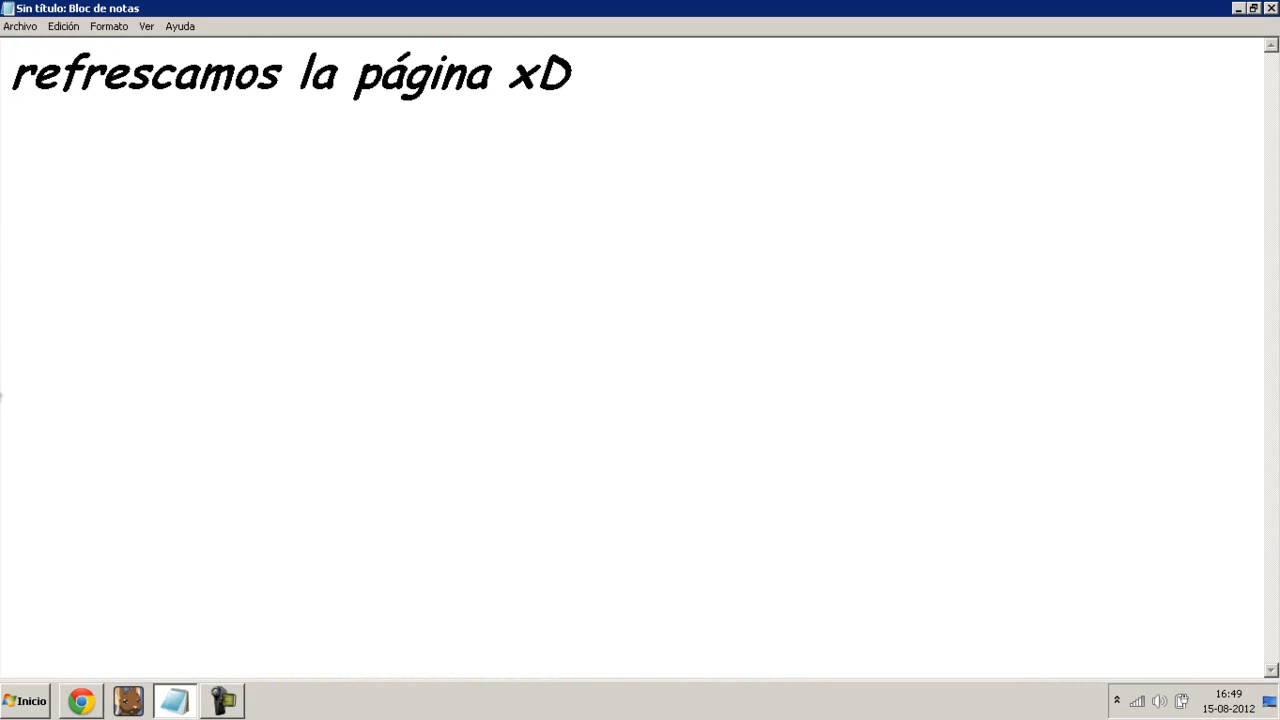 Sin título: Bloc de notas
Archivo Edición Formato Ver Ayuda
refrescamos la página xD
Inicio
16:49
15-08-2012